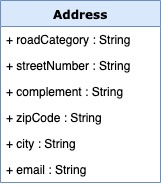 Address
+ roadCategory : String
+ streetNumber : String
+ complement : String
+ zipCode : String
+ city : String
+ email : String